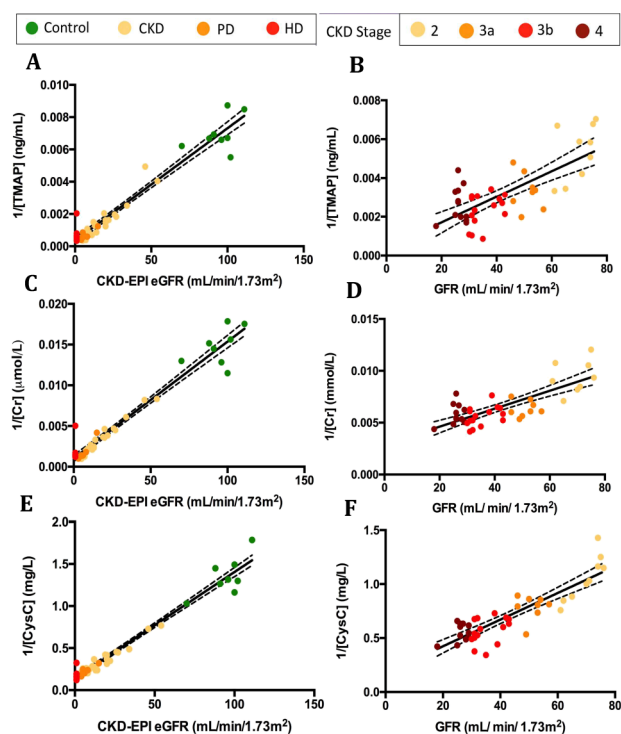 Control CKD PD HD CKD Stage 2 3a 3b 4
A
0.010
0.008
0.006
0.004
0.002
0.000
1/[TMAP] (ng/mL)
0 50 100 150
CKD-EPI eGFR (mL/min/1.73m²)
B
0.008
0.006
0.004
0.002
0.000
1/[TMAP] (ng/mL)
0 20 40 60 80
GFR (mL/ min/ 1.73m²)
C
0.020
0.015
0.010
0.005
0.000
1/[Cr] (μmol/L)
0 50 100 150
CKD-EPI eGFR (mL/min/1.73m²)
D
0.015
0.010
0.005
0.000
1/[Cr] (mmol/L)
0 20 40 60 80
GFR (mL/ min/ 1.73m²)
E
2.0
1.5
1.0
0.5
0.0
1/[CysC] (mg/L)
0 50 100 150
CKD-EPI eGFR (mL/min/1.73m²)
F
1.5
1.0
0.5
0.0
1/[CysC] (mg/L)
0 20 40 60 80
GFR (mL/ min/ 1.73m²)